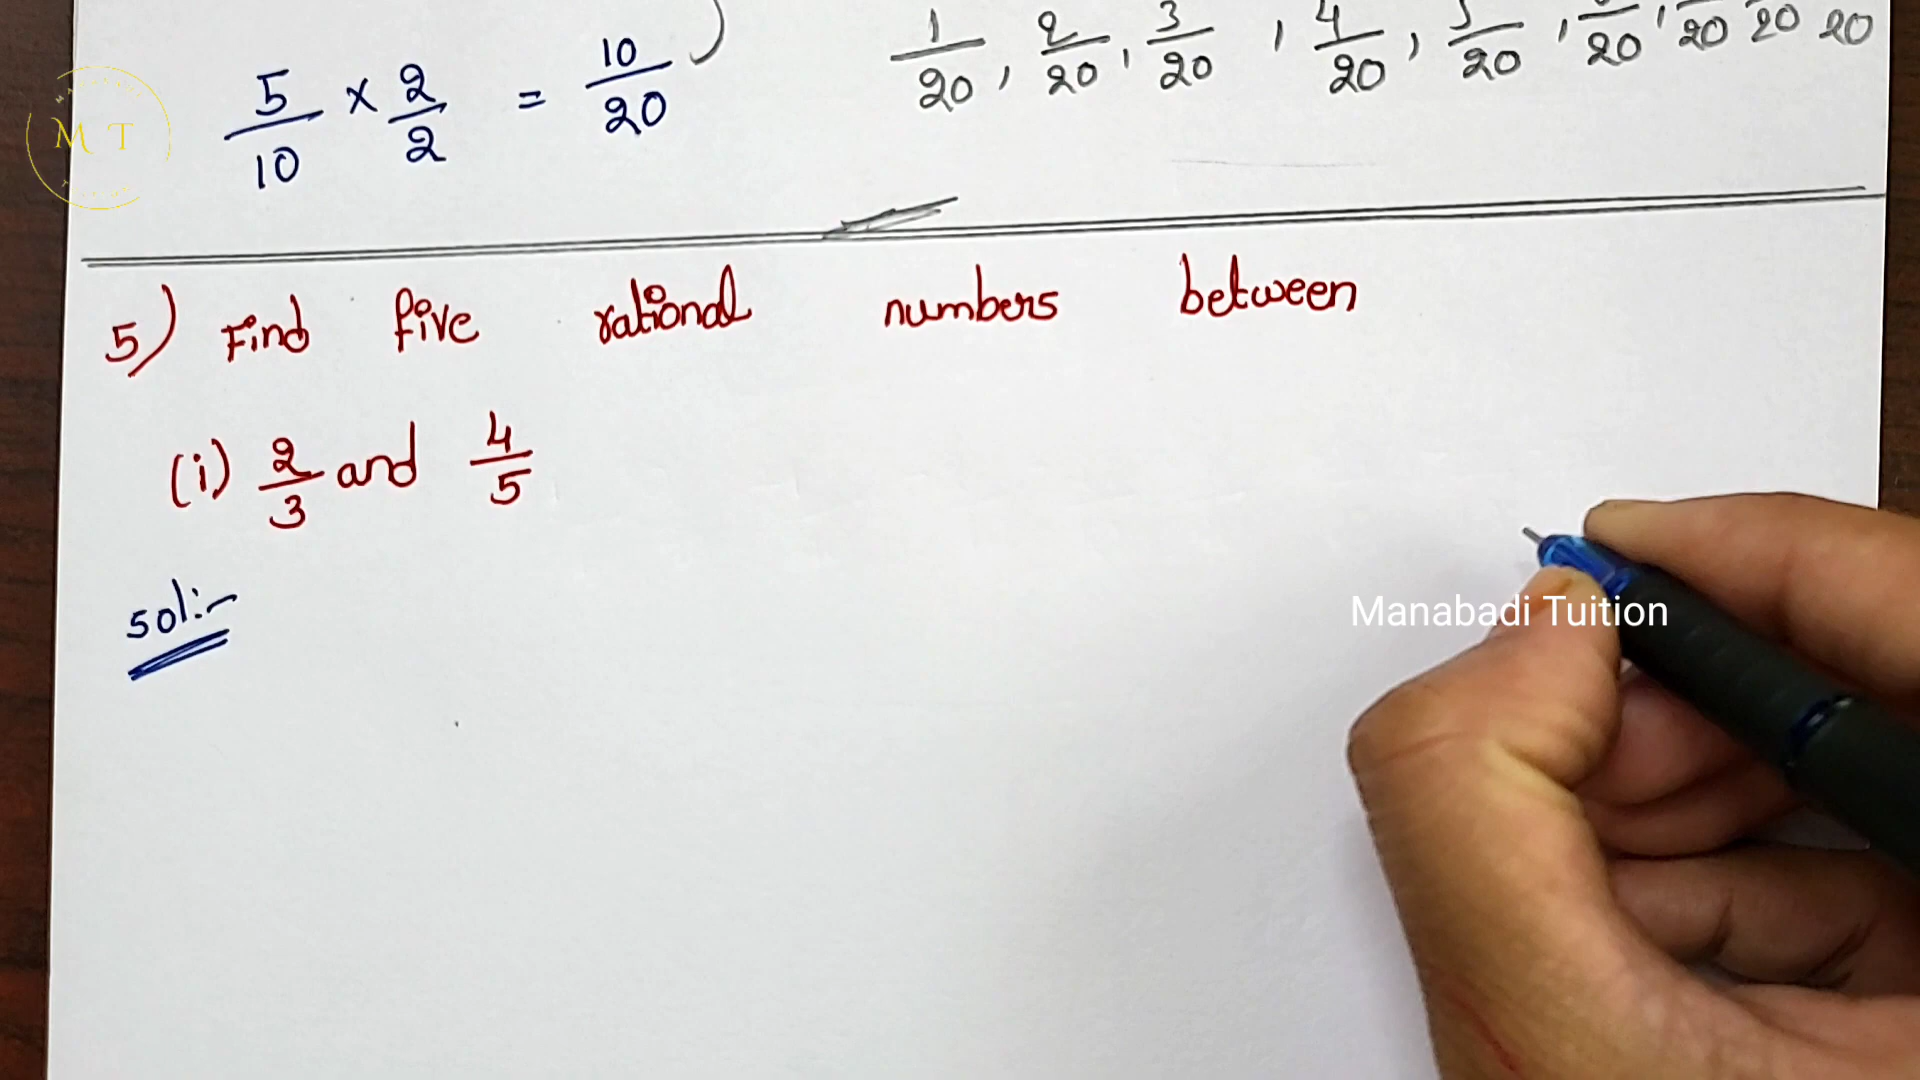 5/10 × 2/2 = 10/20 )
1/20, 2/20, 3/20, 4/20, 5/20, /20, /20 /20 /20
5) Find five rational numbers between
(i) 2/3 and 4/5
Sol:-
Manabadi Tuition
M T